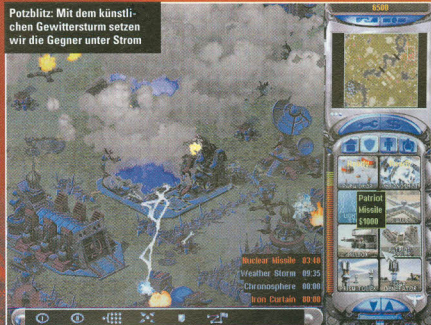 Potzblitz: Mit dem künstli-
chen Gewittersturm setzen
wir die Gegner unter Strom
6500
Patriot
Missile
$1000
Nuclear Missile 03:40
Weather Storm 09:35
Chronosphere 00:00
Iron Curtain 00:00